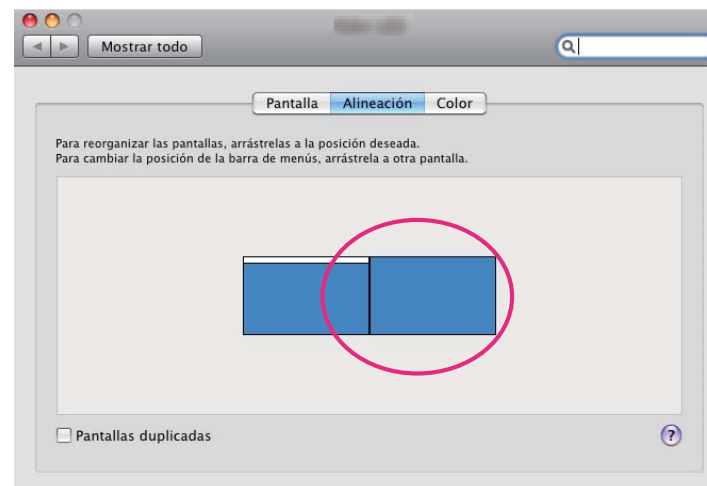 Mostrar todo
Pantalla Alineación Color
Para reorganizar las pantallas, arrástrelas a la posición deseada.
Para cambiar la posición de la barra de menús, arrástrela a otra pantalla.
Pantallas duplicadas
?